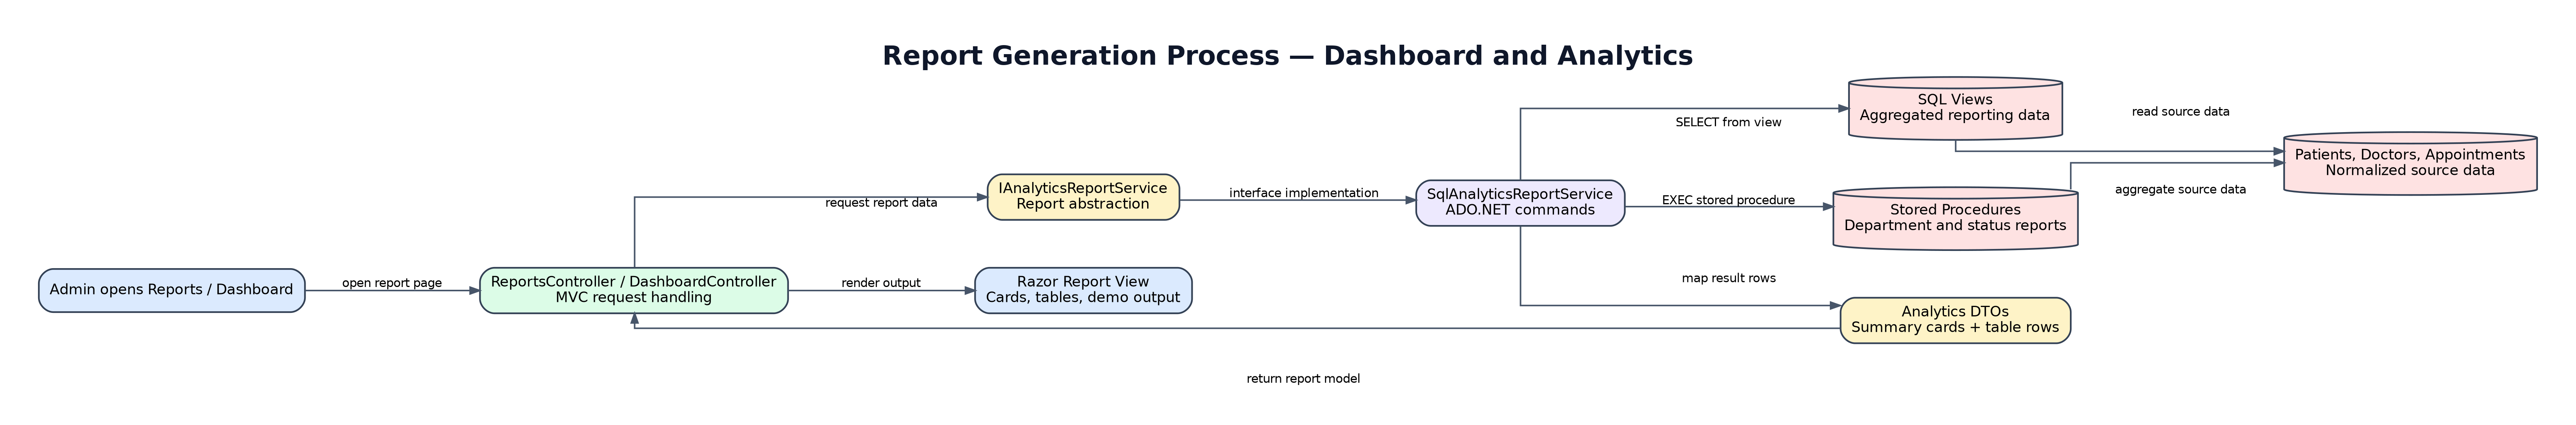 Report Generation Process — Dashboard and Analytics
Admin opens Reports / Dashboard
open report page
ReportsController / DashboardController
MVC request handling
request report data
IAnalyticsReportService
Report abstraction
render output
Razor Report View
Cards, tables, demo output
interface implementation
SqlAnalyticsReportService
ADO.NET commands
SELECT from view
SQL Views
Aggregated reporting data
EXEC stored procedure
Stored Procedures
Department and status reports
read source data
aggregate source data
Patients, Doctors, Appointments
Normalized source data
map result rows
Analytics DTOs
Summary cards + table rows
return report model